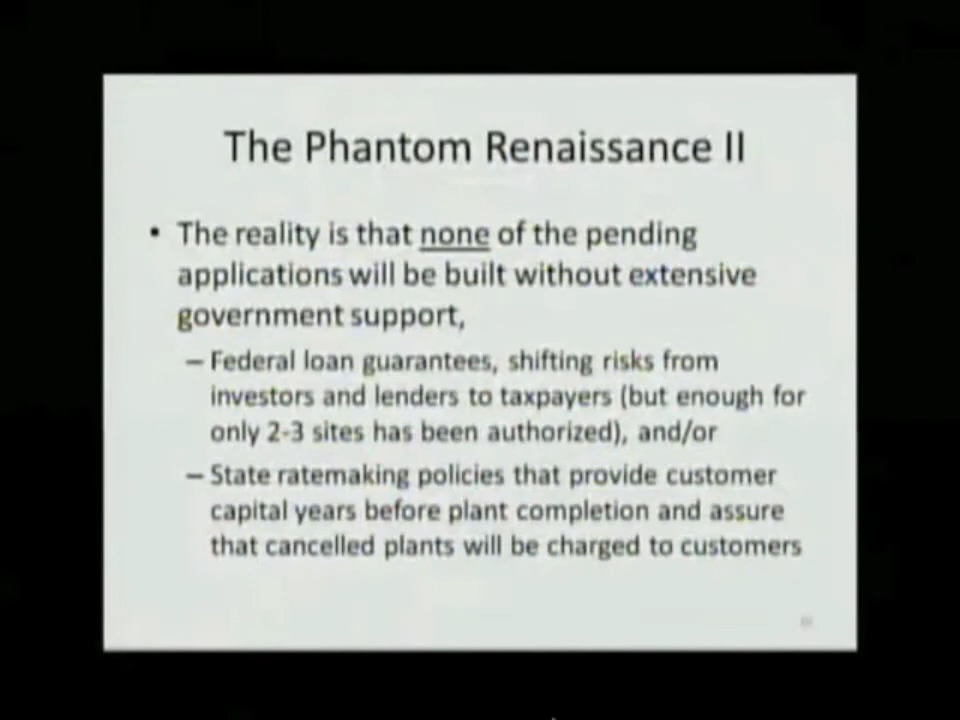 The Phantom Renaissance II
• The reality is that none of the pending
applications will be built without extensive
government support,
– Federal loan guarantees, shifting risks from
investors and lenders to taxpayers (but enough for
only 2-3 sites has been authorized), and/or
– State ratemaking policies that provide customer
capital years before plant completion and assure
that cancelled plants will be charged to customers